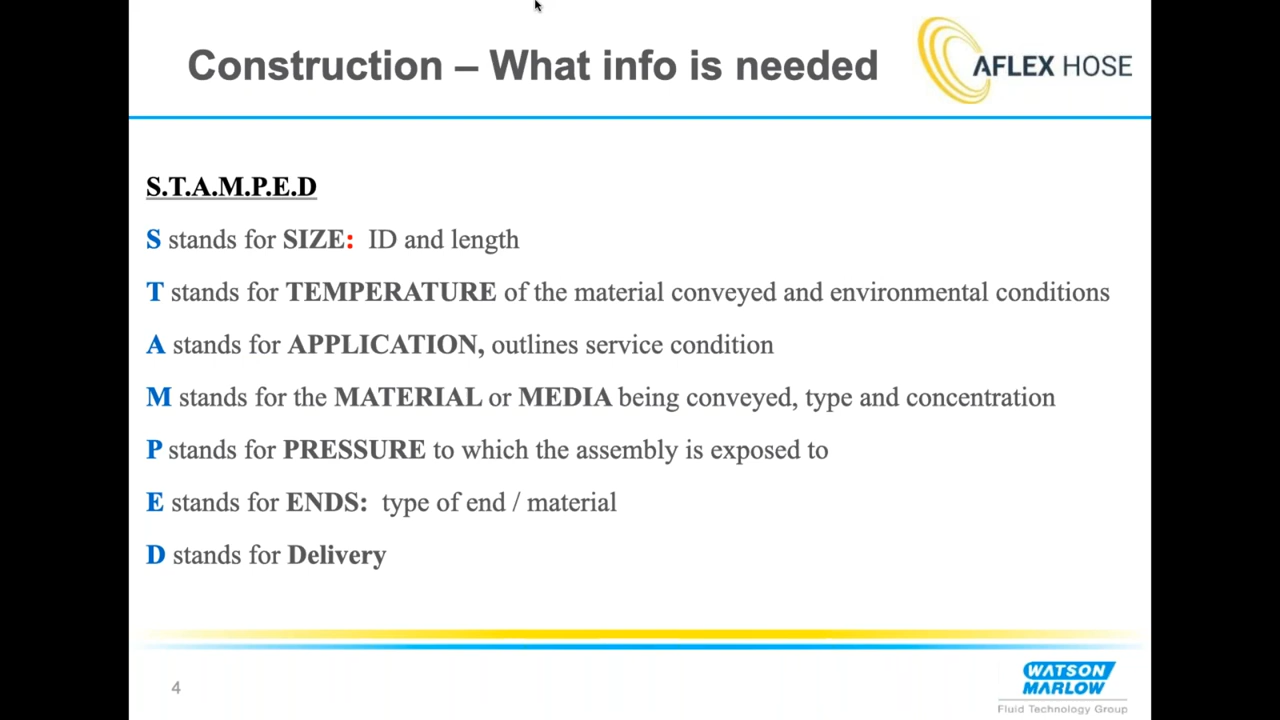 Construction – What info is needed
AFLEX HOSE
S.T.A.M.P.E.D
S stands for SIZE: ID and length
T stands for TEMPERATURE of the material conveyed and environmental conditions
A stands for APPLICATION, outlines service condition
M stands for the MATERIAL or MEDIA being conveyed, type and concentration
P stands for PRESSURE to which the assembly is exposed to
E stands for ENDS: type of end / material
D stands for Delivery
4
WATSON
MARLOW
Fluid Technology Group